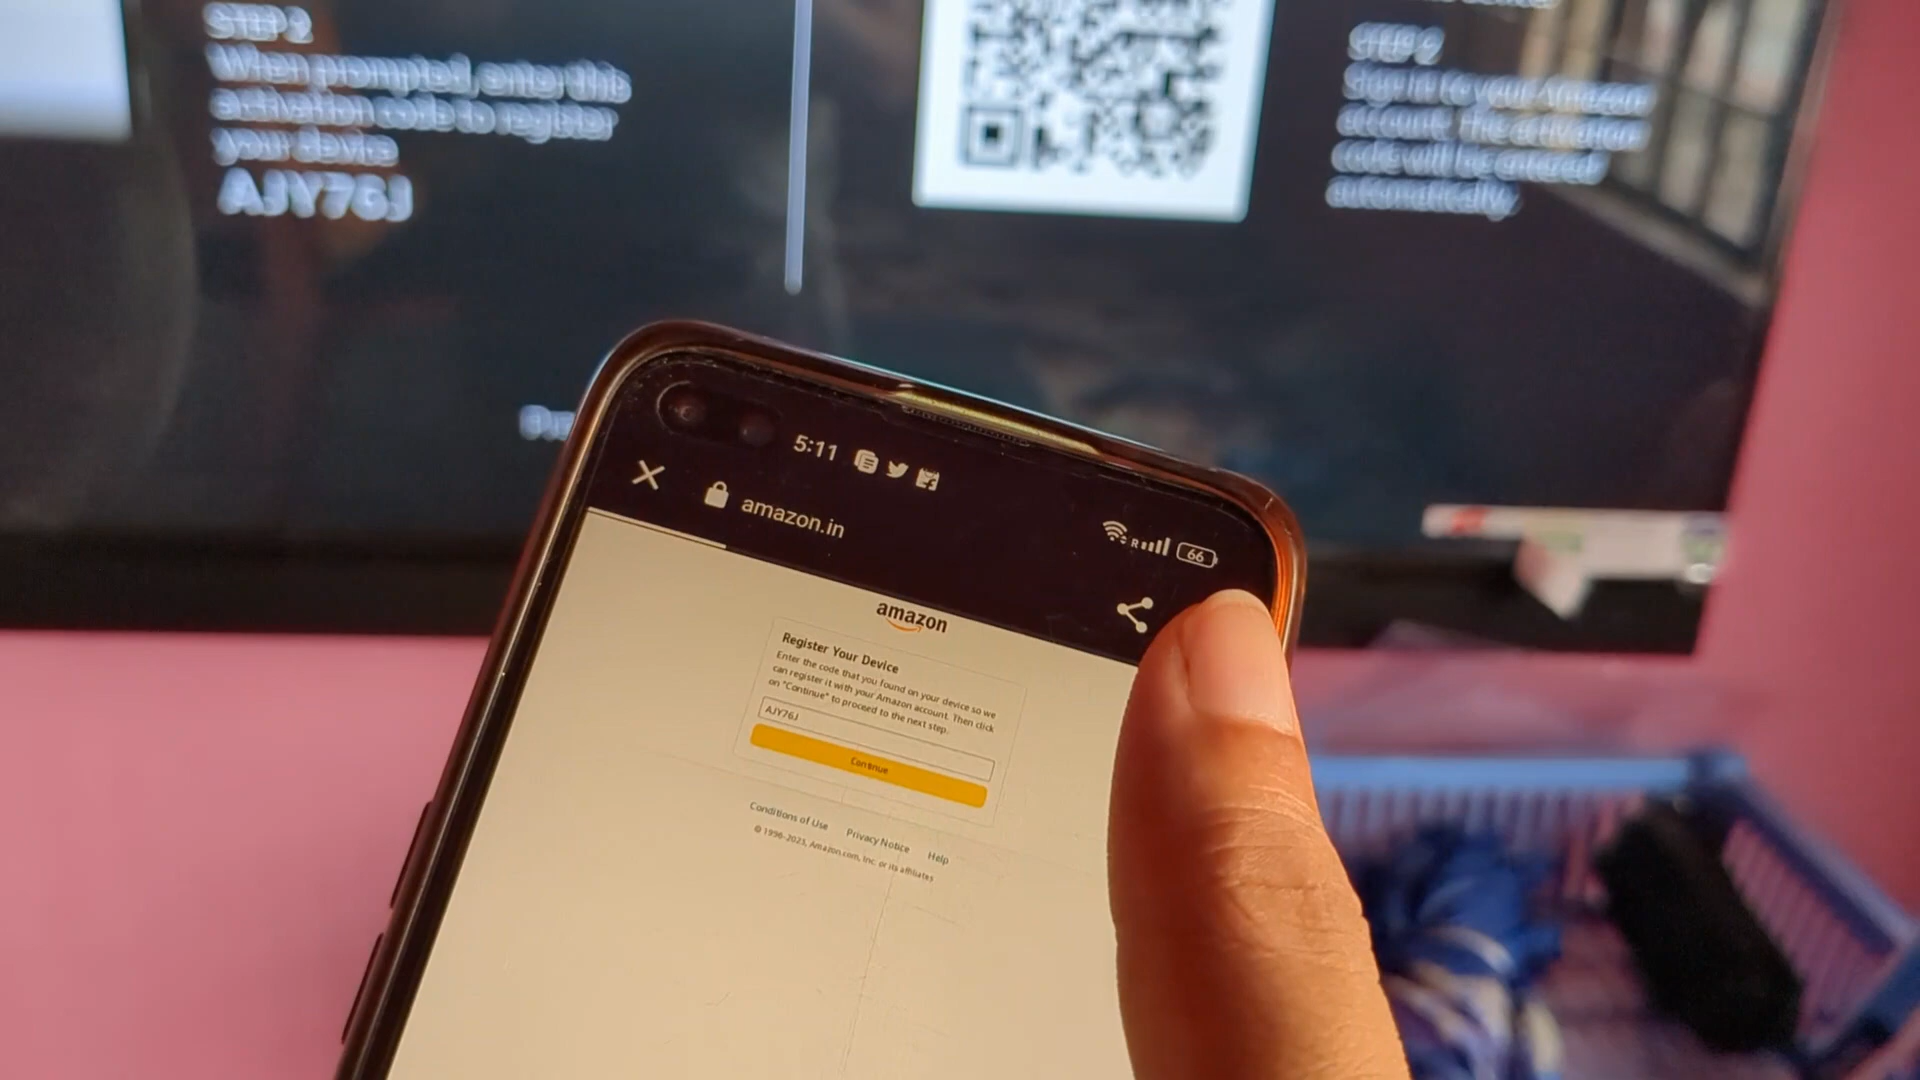 STEP 2
When prompted, enter this
activation code to register
your device
AJY76J
STEP 2
Sign in to your Amazon
account. The activation
code will be entered
automatically.
5:11
66
amazon.in
amazon
Register Your Device
Enter the code that you found on your device so we
can register it with your Amazon account. Then click
on "Continue" to proceed to the next step.
AJY76J
Continue
Conditions of Use Privacy Notice Help
© 1996-2023, Amazon.com, Inc. or its affiliates